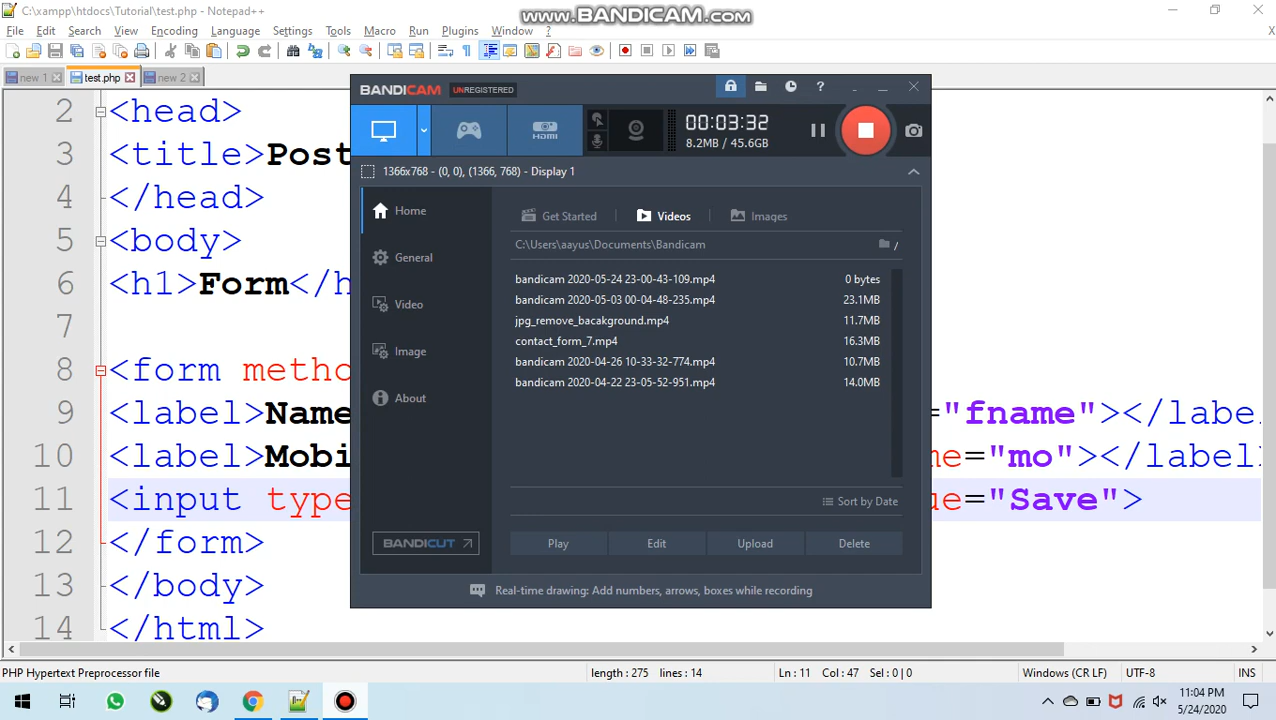 C:\xampp\htdocs\Tutorial\test.php - Notepad++
www.BANDICAM.com
File Edit Search View Encoding Language Settings Tools Macro Run Plugins Window ?
new 1 test.php new 2
BANDICAM UNREGISTERED ?
HDMI 00:03:32
8.2MB / 45.6GB
1366x768 - (0, 0), (1366, 768) - Display 1
Home
General
Video
Image
About
BANDICUT
Get Started Videos Images
C:\Users\aayus\Documents\Bandicam /
bandicam 2020-05-24 23-00-43-109.mp4 0 bytes
bandicam 2020-05-03 00-04-48-235.mp4 23.1MB
jpg_remove_bacakground.mp4 11.7MB
contact_form_7.mp4 16.3MB
bandicam 2020-04-26 10-33-32-774.mp4 10.7MB
bandicam 2020-04-22 23-05-52-951.mp4 14.0MB
Sort by Date
Play Edit Upload Delete
Real-time drawing: Add numbers, arrows, boxes while recording
2 <head>
3 <title>Post
4 </head>
5 <body>
6 <h1>Form</h
7
8 <form metho
9 <label>Name ="fname"></labe
10 <label>Mobi me="mo"></label
11 <input type ue="Save">
12 </form>
13 </body>
14 </html>
PHP Hypertext Preprocessor file length : 275 lines : 14 Ln : 11 Col : 47 Sel : 0 | 0 Windows (CR LF) UTF-8 INS
11:04 PM
5/24/2020